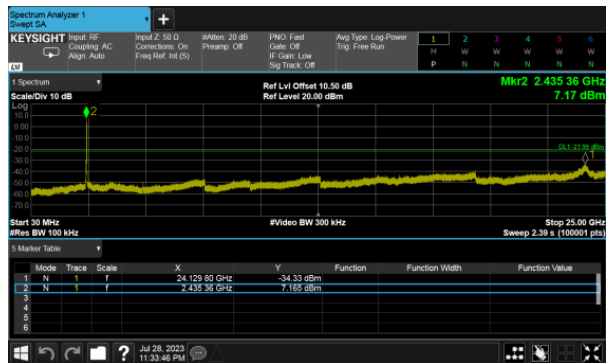 Spectrum Analyzer 1
Swept SA
+
KEYSIGHT Input: RF Input Z: 50 Ω #Atten: 20 dB PNO: Fast Avg Type: Log-Power 1 2 3 4 5 6
Coupling: AC Corrections: On Preamp: Off Gate: Off Trig: Free Run M W W W W W
Align: Auto Freq Ref: Int (S) IF Gain: Low
Sig Track: Off P N N N N N
1 Spectrum Ref Lvl Offset 10.50 dB Mkr2 2.435 36 GHz
Scale/Div 10 dB Ref Level 20.00 dBm 7.17 dBm
Log
10.0
0.00
-10.0
-20.0
-30.0
-40.0
-50.0
-60.0
-70.0
2
DL1 -21.99 dBm
1
Start 30 MHz #Video BW 300 kHz Stop 25.00 GHz
#Res BW 100 kHz Sweep 2.39 s (100001 pts)
5 Marker Table
Mode Trace Scale X Y Function Function Width Function Value
1 N 1 f 24.129 80 GHz -34.33 dBm
2 N 1 f 2.435 36 GHz 7.165 dBm
3
4
5
6
? Jul 28, 2023
11:33:46 PM